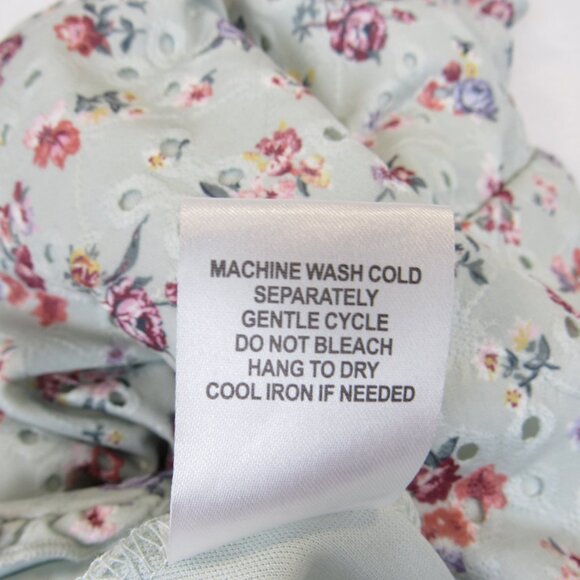 MACHINE WASH COLD
SEPARATELY
GENTLE CYCLE
DO NOT BLEACH
HANG TO DRY
COOL IRON IF NEEDED